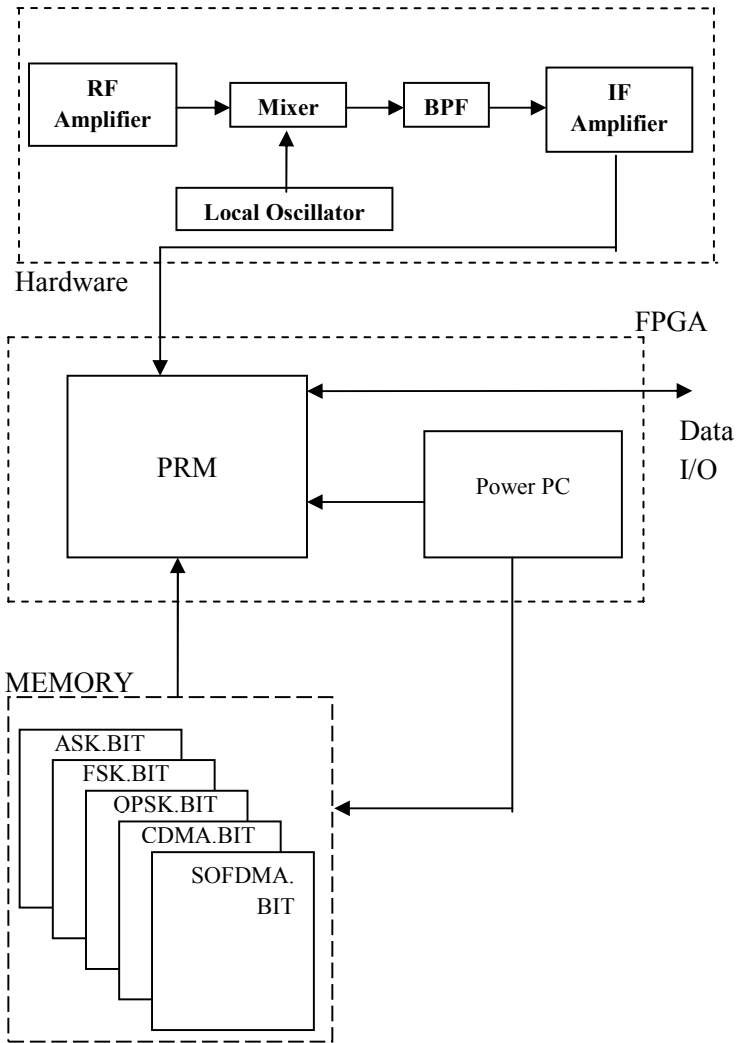 RF
Amplifier
Mixer
BPF
IF
Amplifier
Local Oscillator
Hardware
FPGA
PRM
Data
I/O
Power PC
MEMORY
ASK.BIT
FSK.BIT
QPSK.BIT
CDMA.BIT
SOFDMA.
BIT